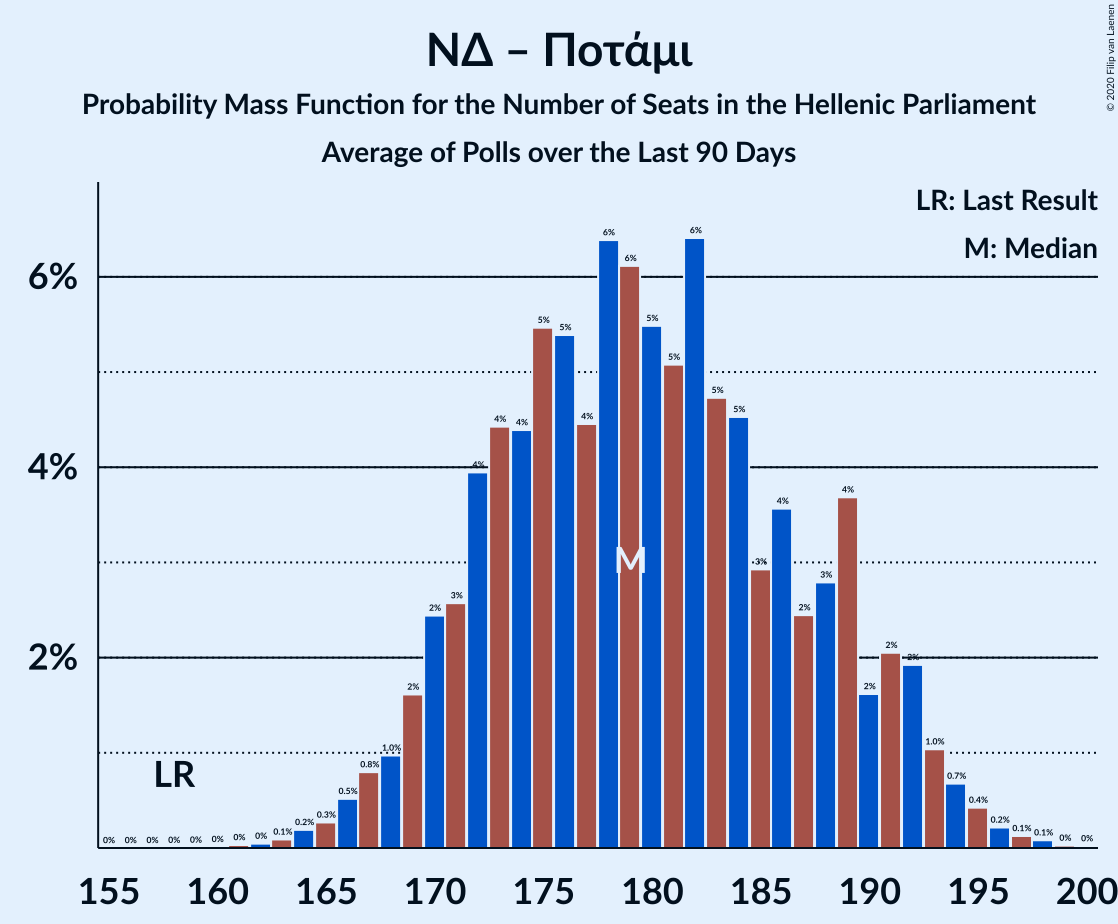 ΝΔ – Ποτάμι
Probability Mass Function for the Number of Seats in the Hellenic Parliament
Average of Polls over the Last 90 Days
© 2020 Filip van Laenen
LR: Last Result
M: Median
6%
4%
2%
0% 0% 0% 0% 0% 0% 0% 0% 0.1% 0.2% 0.3% 0.5% 0.8% 1.0% 2% 2% 3% 4% 4% 4% 5% 5% 4% 6% 6% 5% 5% 6% 5% 5% 3% 4% 2% 3% 4% 2% 2% 2% 1.0% 0.7% 0.4% 0.2% 0.1% 0.1% 0% 0%
M
LR
155 160 165 170 175 180 185 190 195 200